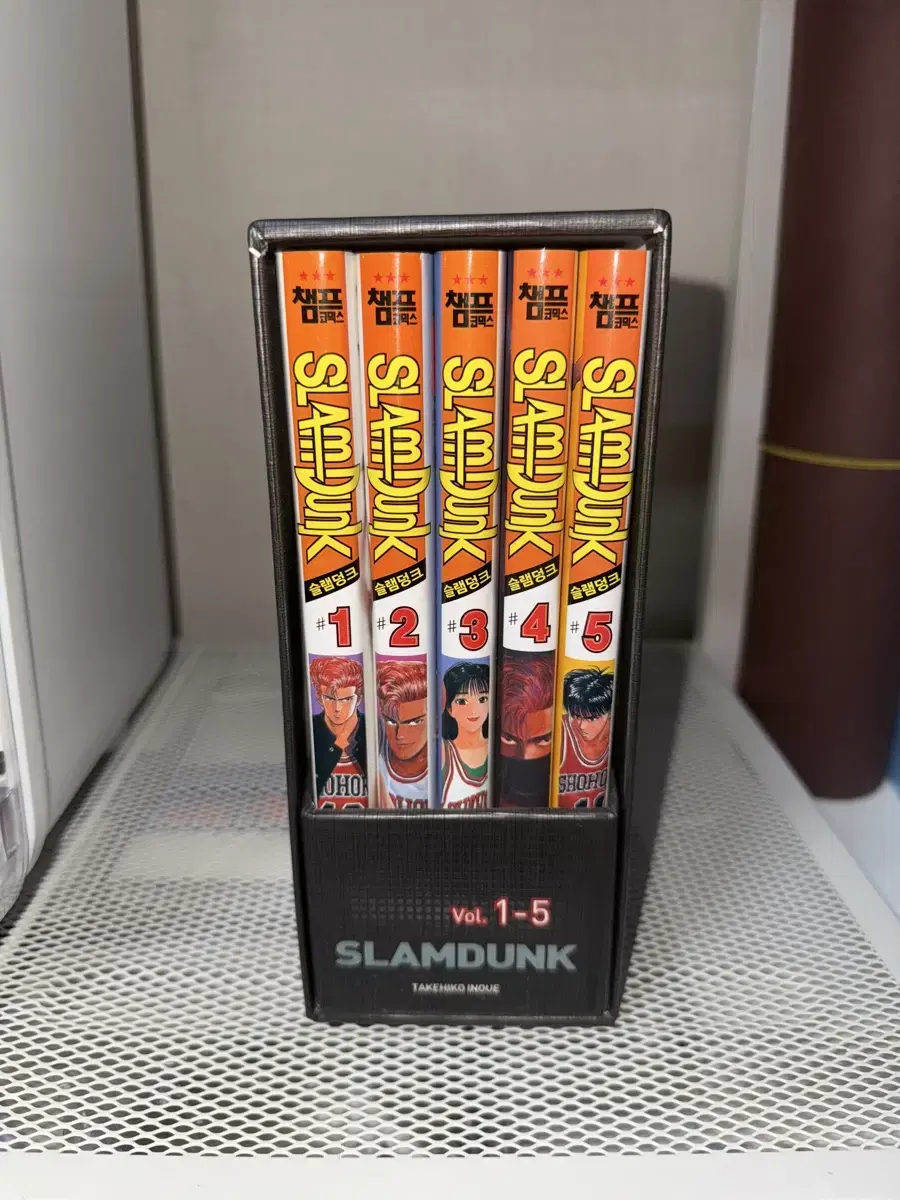 챔프
코믹스
SLAMDUNK
슬램덩크
#1
챔프
코믹스
SLAMDUNK
슬램덩크
#2
챔프
코믹스
SLAMDUNK
슬램덩크
#3
챔프
코믹스
SLAMDUNK
슬램덩크
#4
챔프
코믹스
SLAMDUNK
슬램덩크
#5
SHOHO
Vol. 1-5
SLAMDUNK
TAKEHIKO INOUE